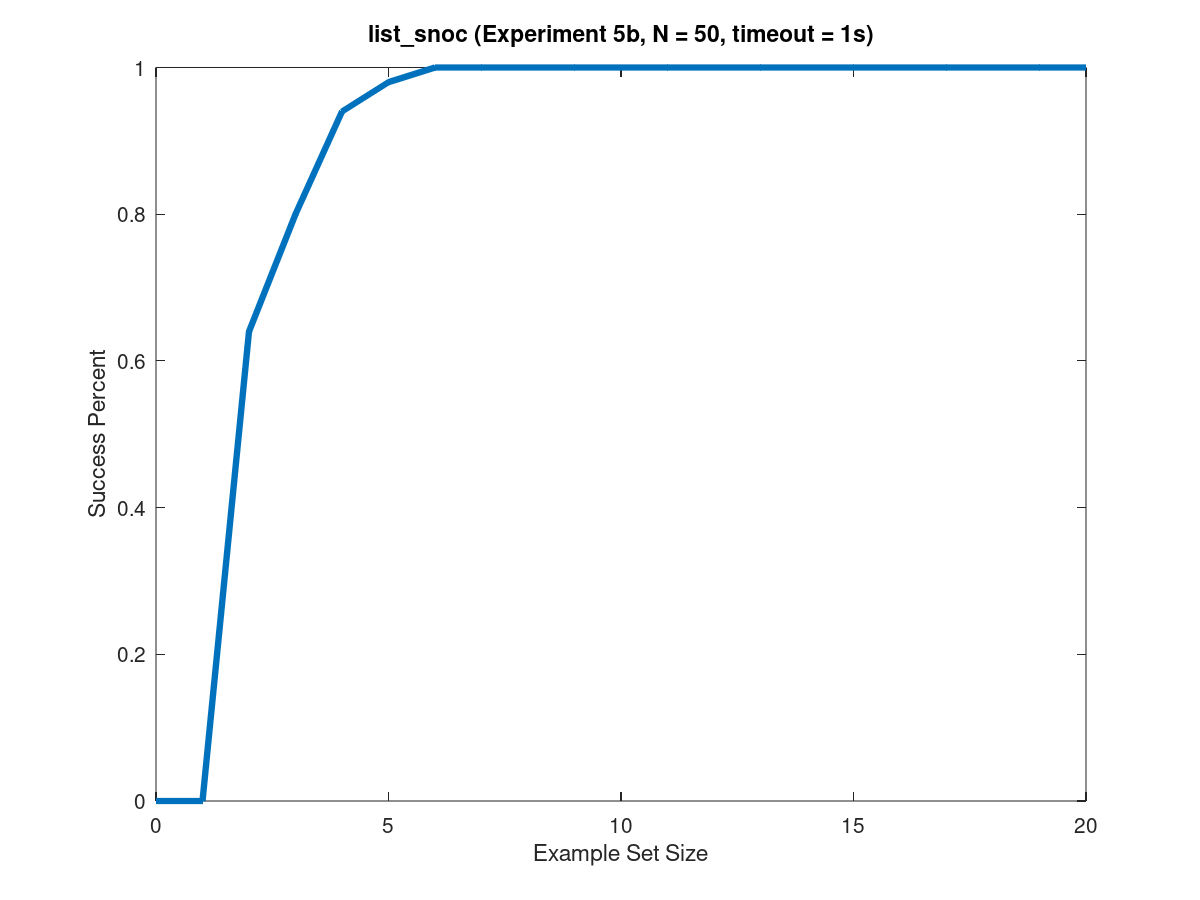 list_snoc (Experiment 5b, N = 50, timeout = 1s)
1
0.8
0.6
0.4
0.2
0
Success Percent
0 5 10 15 20
Example Set Size